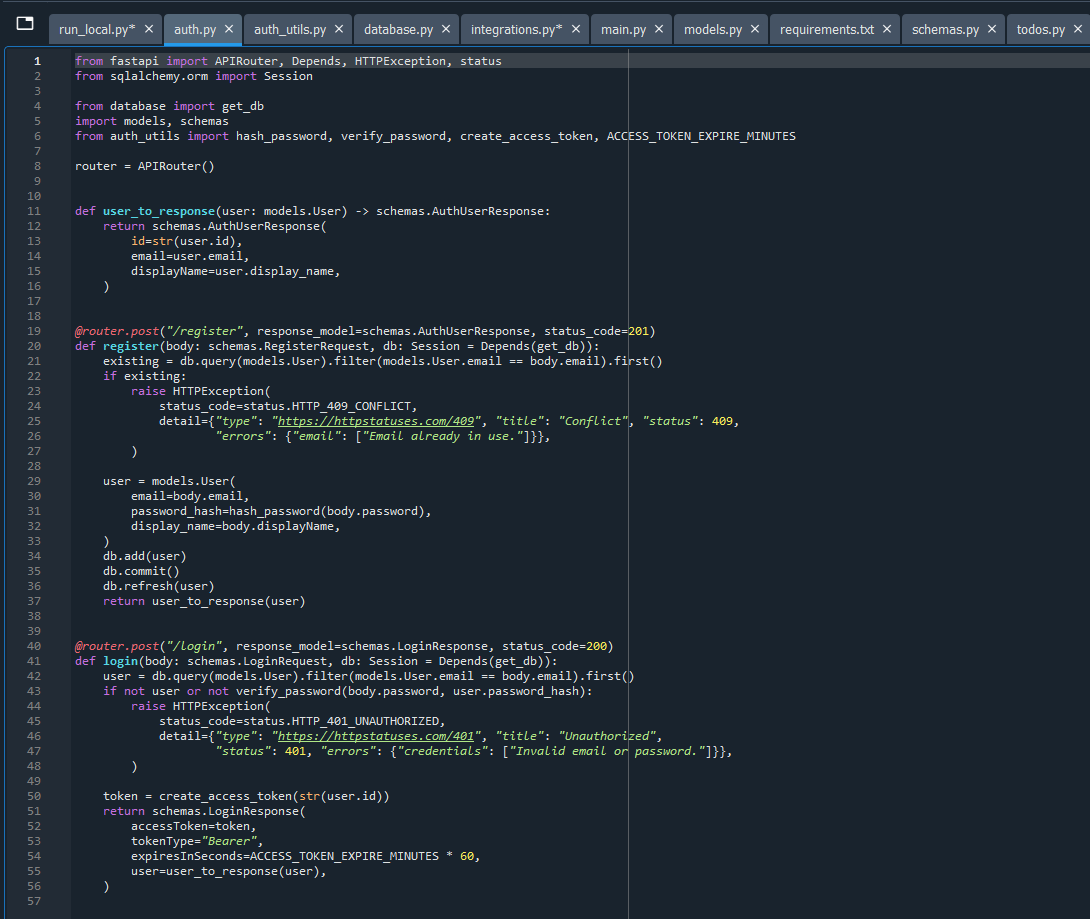 run_local.py* × auth.py × auth_utils.py × database.py × integrations.py* × main.py × models.py × requirements.txt × schemas.py × todos.py ×
1 from fastapi import APIRouter, Depends, HTTPException, status
2 from sqlalchemy.orm import Session
3
4 from database import get_db
5 import models, schemas
6 from auth_utils import hash_password, verify_password, create_access_token, ACCESS_TOKEN_EXPIRE_MINUTES
7
8 router = APIRouter()
9
10
11 def user_to_response(user: models.User) -> schemas.AuthUserResponse:
12     return schemas.AuthUserResponse(
13         id=str(user.id),
14         email=user.email,
15         displayName=user.display_name,
16     )
17
18
19 @router.post("/register", response_model=schemas.AuthUserResponse, status_code=201)
20 def register(body: schemas.RegisterRequest, db: Session = Depends(get_db)):
21     existing = db.query(models.User).filter(models.User.email == body.email).first()
22     if existing:
23         raise HTTPException(
24             status_code=status.HTTP_409_CONFLICT,
25             detail={"type": "https://httpstatuses.com/409", "title": "Conflict", "status": 409,
26                     "errors": {"email": ["Email already in use."]}},
27         )
28
29     user = models.User(
30         email=body.email,
31         password_hash=hash_password(body.password),
32         display_name=body.displayName,
33     )
34     db.add(user)
35     db.commit()
36     db.refresh(user)
37     return user_to_response(user)
38
39
40 @router.post("/login", response_model=schemas.LoginResponse, status_code=200)
41 def login(body: schemas.LoginRequest, db: Session = Depends(get_db)):
42     user = db.query(models.User).filter(models.User.email == body.email).first()
43     if not user or not verify_password(body.password, user.password_hash):
44         raise HTTPException(
45             status_code=status.HTTP_401_UNAUTHORIZED,
46             detail={"type": "https://httpstatuses.com/401", "title": "Unauthorized",
47                     "status": 401, "errors": {"credentials": ["Invalid email or password."]}},
48         )
49
50     token = create_access_token(str(user.id))
51     return schemas.LoginResponse(
52         accessToken=token,
53         tokenType="Bearer",
54         expiresInSeconds=ACCESS_TOKEN_EXPIRE_MINUTES * 60,
55         user=user_to_response(user),
56     )
57